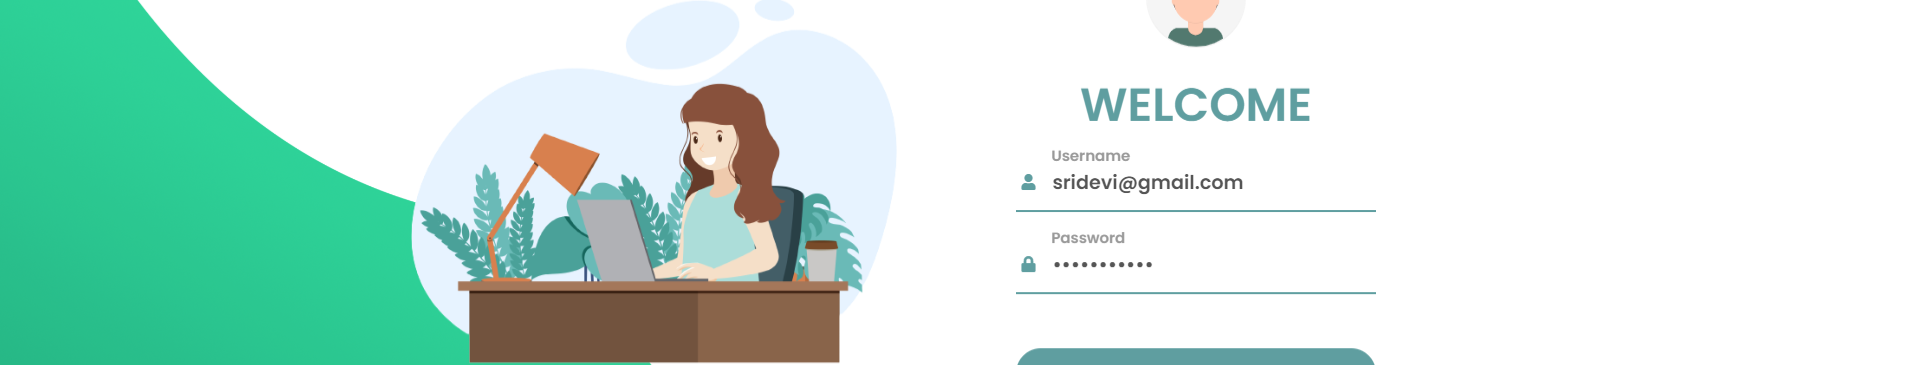 WELCOME
Username
sridevi@gmail.com
Password
•••••••••••